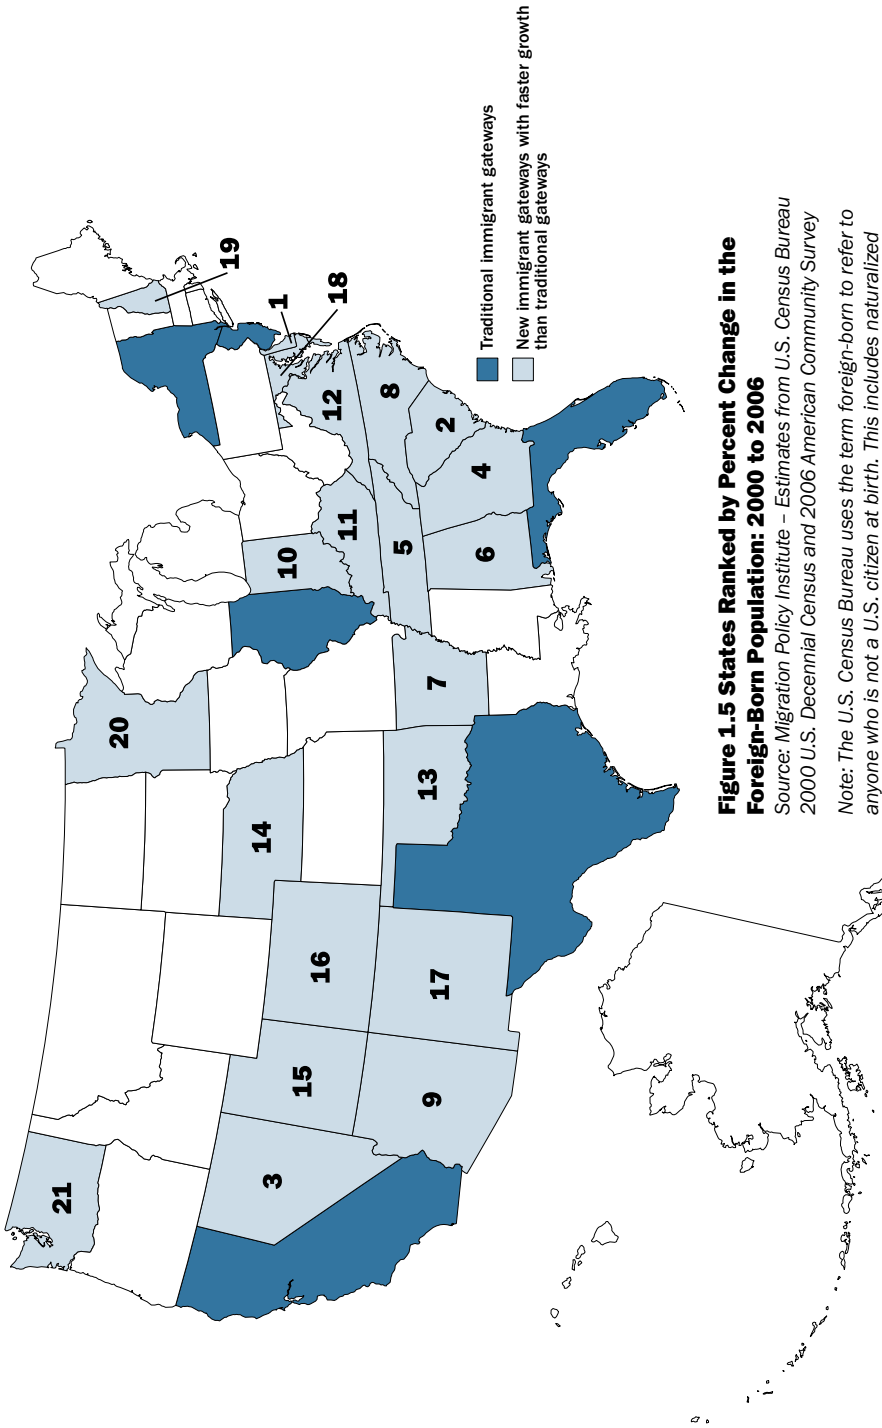 19
1
18
12
8
2
4
11
5
6
10
7
20
13
14
16
17
15
9
3
21
Traditional immigrant gateways
New immigrant gateways with faster growth
than traditional gateways
Figure 1.5 States Ranked by Percent Change in the
Foreign-Born Population: 2000 to 2006
Source: Migration Policy Institute – Estimates from U.S. Census Bureau
2000 U.S. Decennial Census and 2006 American Community Survey
Note: The U.S. Census Bureau uses the term foreign-born to refer to
anyone who is not a U.S. citizen at birth. This includes naturalized